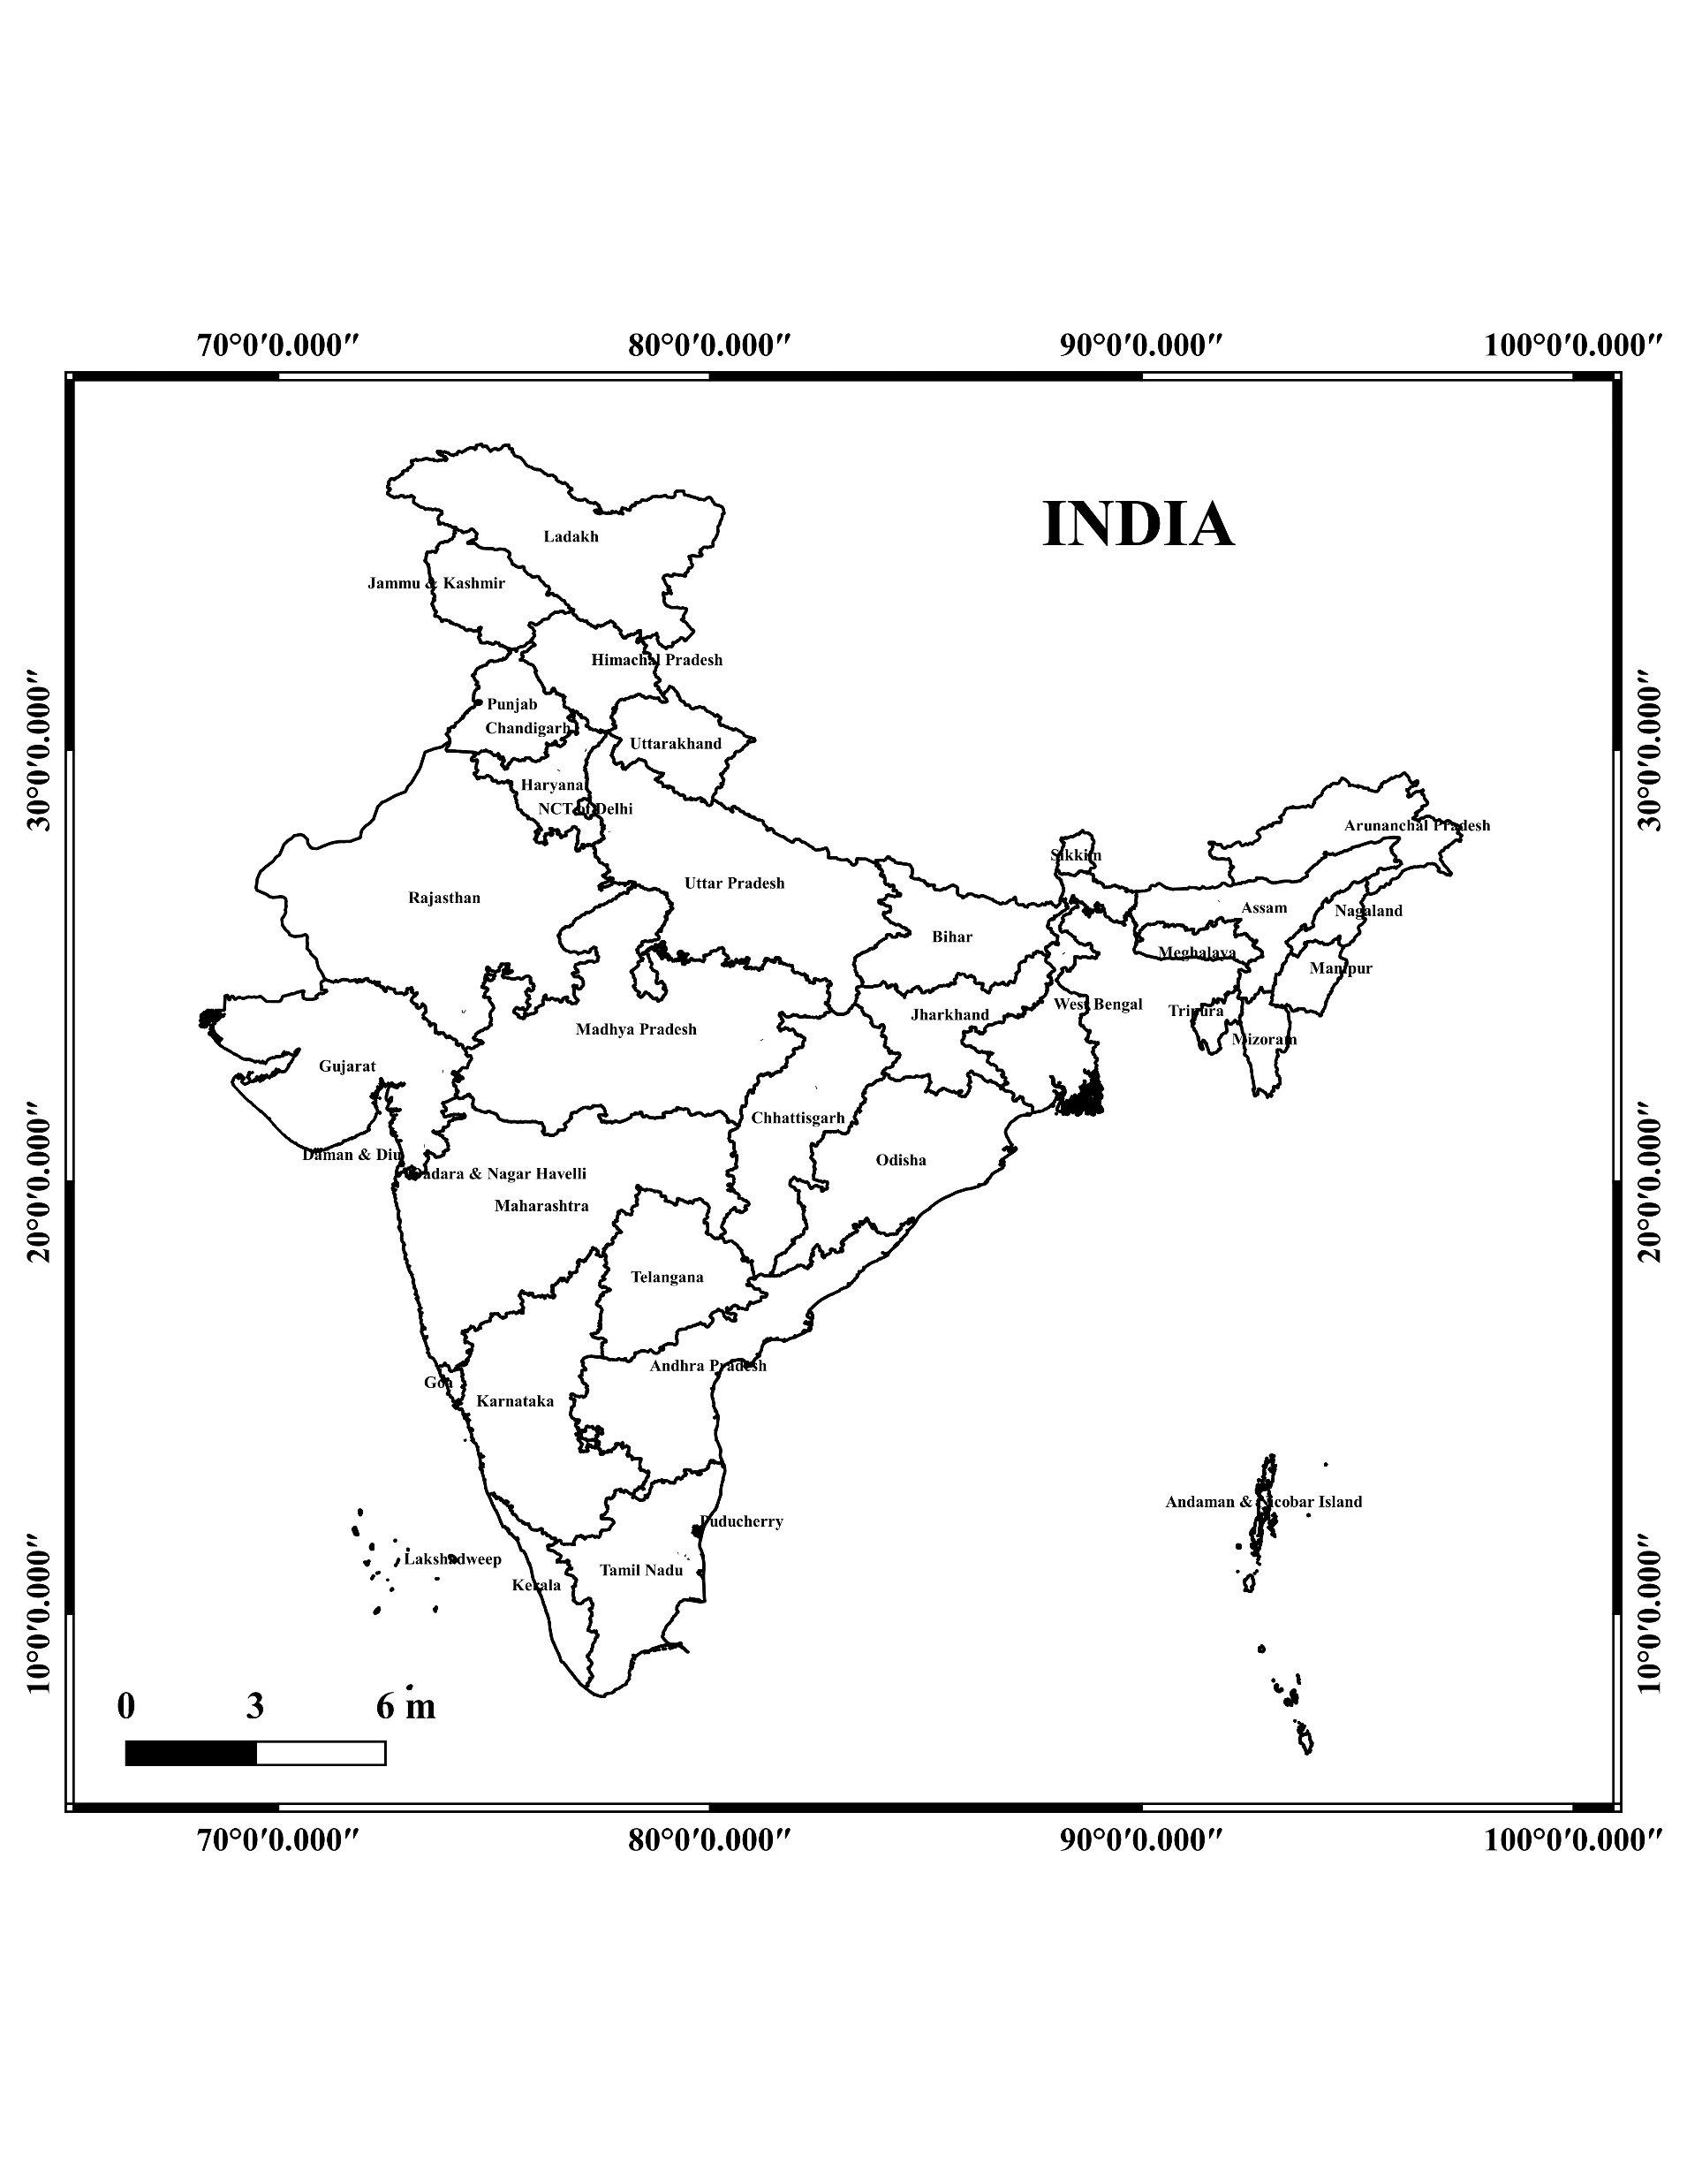 70°0′0.000″ 80°0′0.000″ 90°0′0.000″ 100°0′0.000″
INDIA
Ladakh
Jammu & Kashmir
Himachal Pradesh
Punjab
Chandigarh
Uttarakhand
30°0′0.000″ 30°0′0.000″
Haryana
NCT of Delhi
Arunanchal Pradesh
Sikkim
Uttar Pradesh
Rajasthan
Assam
Nagaland
Bihar
Meghalaya
Manipur
West Bengal
Tripura
Jharkhand
Madhya Pradesh
Mizoram
Gujarat
Chhattisgarh
Daman & Diu
Odisha
Dadara & Nagar Havelli
20°0′0.000″ 20°0′0.000″
Maharashtra
Telangana
Andhra Pradesh
Goa
Karnataka
Andaman & Nicobar Island
Puducherry
Lakshadweep
Tamil Nadu
Kerala
10°0′0.000″ 10°0′0.000″
0 3 6 m
70°0′0.000″ 80°0′0.000″ 90°0′0.000″ 100°0′0.000″